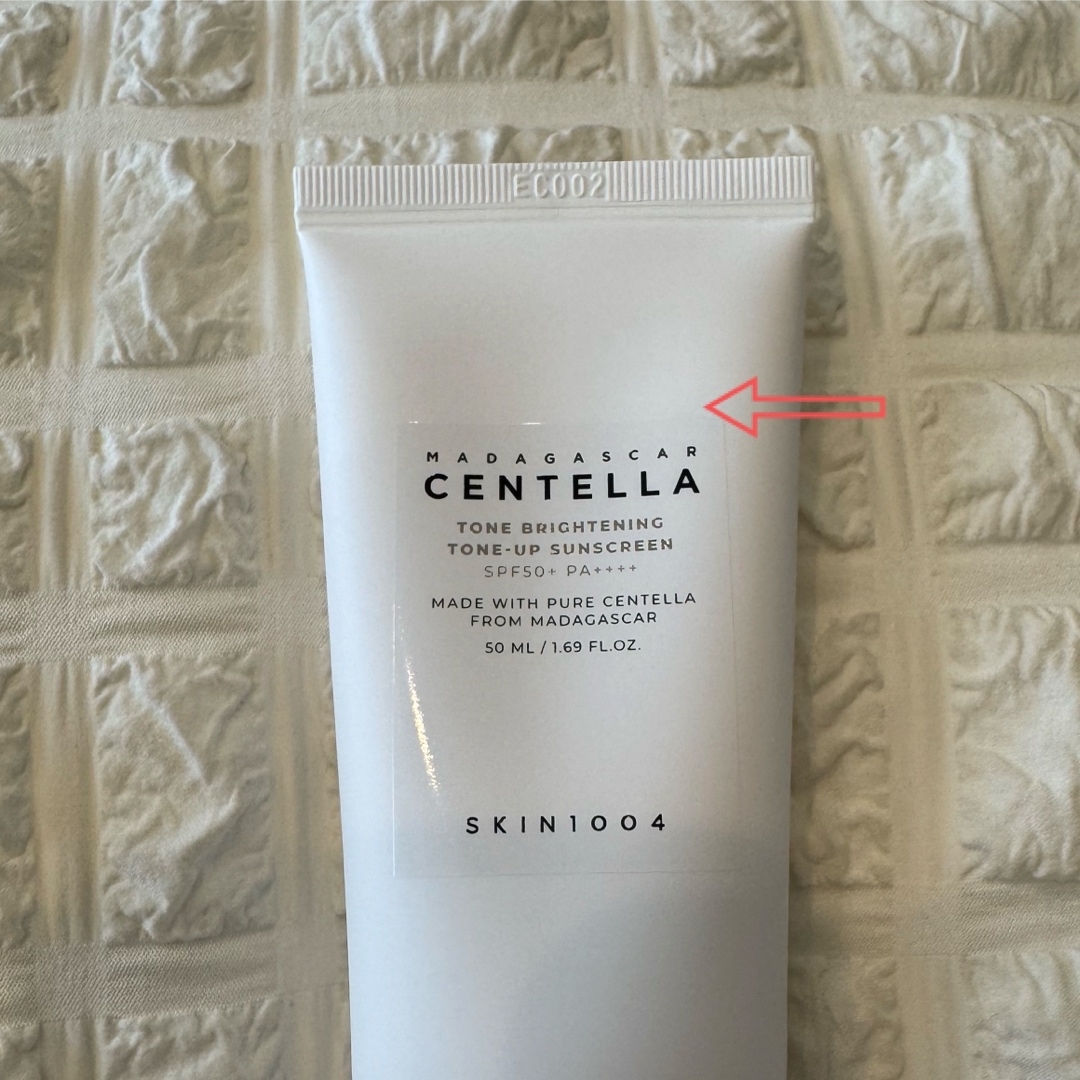 EC002
MADAGASCAR
CENTELLA
TONE BRIGHTENING
TONE-UP SUNSCREEN
SPF50+ PA++++
MADE WITH PURE CENTELLA
FROM MADAGASCAR
50 ML / 1.69 FL.OZ.
SKIN1004